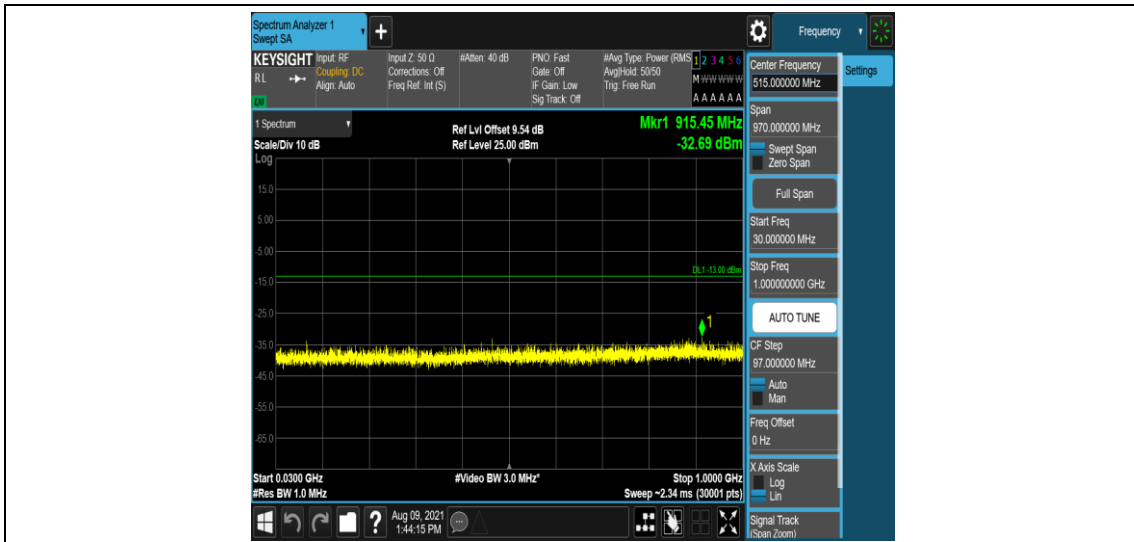 Spectrum Analyzer 1
Swept SA
+
Frequency
KEYSIGHT
RL
LM
Input: RF
Coupling: DC
Align: Auto
Input Z: 50 Ω
Corrections: Off
Freq Ref: Int (S)
#Atten: 40 dB
PNO: Fast
Gate: Off
IF Gain: Low
Sig Track: Off
#Avg Type: Power (RMS
Avg|Hold: 50/50
Trig: Free Run
1 2 3 4 5 6
M W W W W W
A A A A A A
1 Spectrum
Scale/Div 10 dB
Log
Ref Lvl Offset 9.54 dB
Ref Level 25.00 dBm
Mkr1 915.45 MHz
-32.69 dBm
15.0
5.00
-5.00
DL1 -13.00 dBm
-15.0
-25.0
1
-35.0
-45.0
-55.0
-65.0
Start 0.0300 GHz
#Res BW 1.0 MHz
#Video BW 3.0 MHz*
Stop 1.0000 GHz
Sweep ~2.34 ms (30001 pts)
?
Aug 09, 2021
1:44:15 PM
Center Frequency
515.000000 MHz
Settings
Span
970.000000 MHz
Swept Span
Zero Span
Full Span
Start Freq
30.000000 MHz
Stop Freq
1.000000000 GHz
AUTO TUNE
CF Step
97.000000 MHz
Auto
Man
Freq Offset
0 Hz
X Axis Scale
Log
Lin
Signal Track
(Span Zoom)